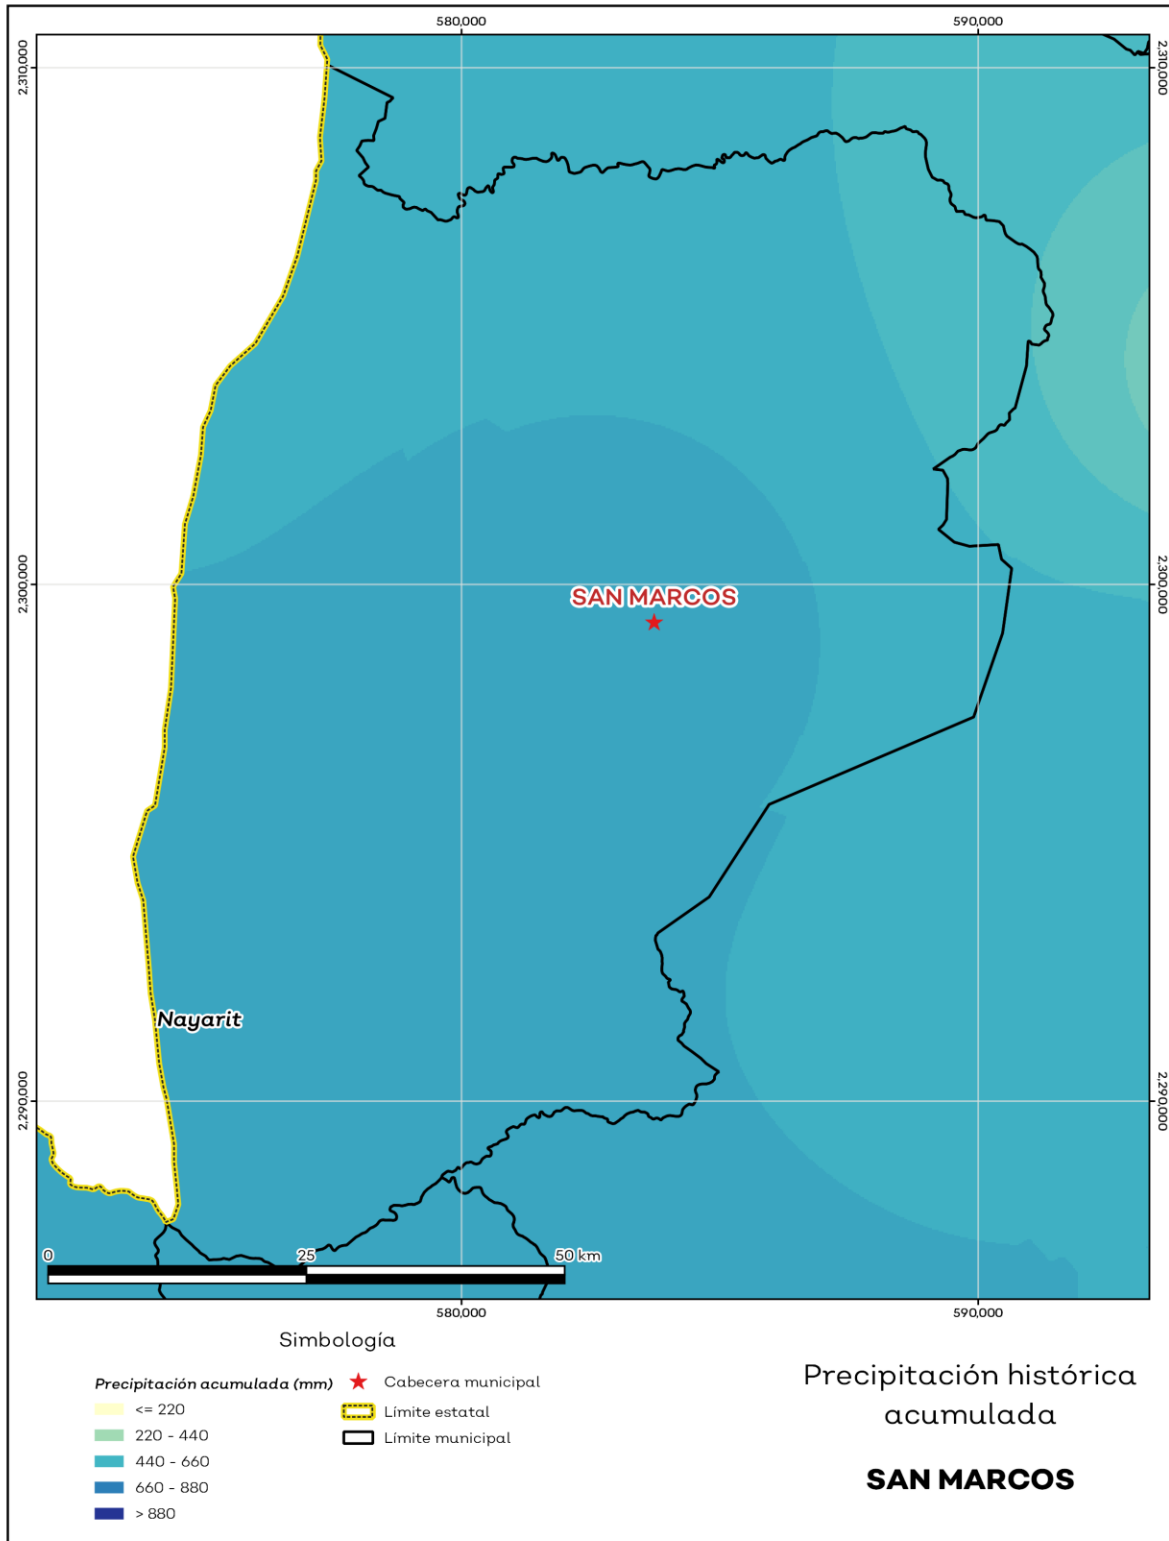 580,000
590,000
2,310,000
2,310,000
2,300,000
2,300,000
SAN MARCOS
Nayarit
2,290,000
2,290,000
0
25
50 km
580,000
590,000
Simbología
Precipitación acumulada (mm)
<= 220
220 - 440
440 - 660
660 - 880
> 880
Cabecera municipal
Límite estatal
Límite municipal
Precipitación histórica
acumulada
SAN MARCOS